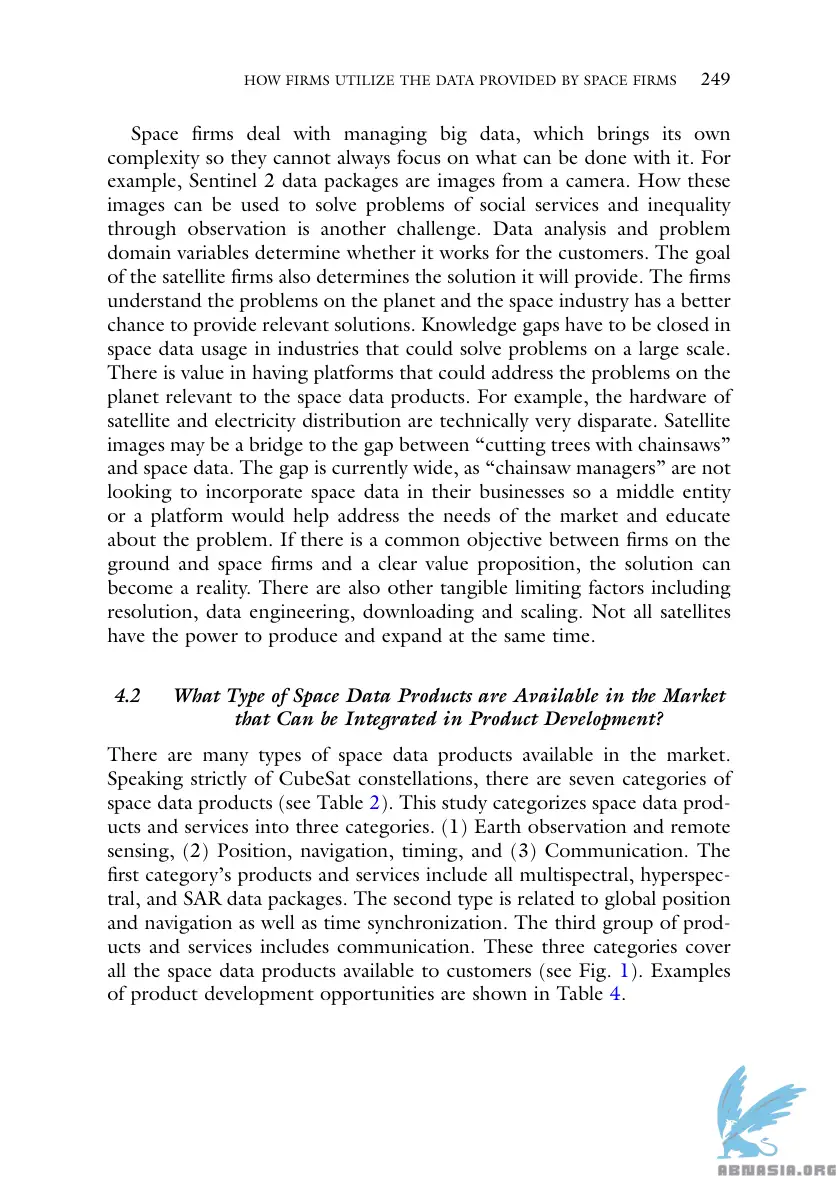 HOW FIRMS UTILIZE THE DATA PROVIDED BY SPACE FIRMS 249
Space firms deal with managing big data, which brings its own
complexity so they cannot always focus on what can be done with it. For
example, Sentinel 2 data packages are images from a camera. How these
images can be used to solve problems of social services and inequality
through observation is another challenge. Data analysis and problem
domain variables determine whether it works for the customers. The goal
of the satellite firms also determines the solution it will provide. The firms
understand the problems on the planet and the space industry has a better
chance to provide relevant solutions. Knowledge gaps have to be closed in
space data usage in industries that could solve problems on a large scale.
There is value in having platforms that could address the problems on the
planet relevant to the space data products. For example, the hardware of
satellite and electricity distribution are technically very disparate. Satellite
images may be a bridge to the gap between “cutting trees with chainsaws”
and space data. The gap is currently wide, as “chainsaw managers” are not
looking to incorporate space data in their businesses so a middle entity
or a platform would help address the needs of the market and educate
about the problem. If there is a common objective between firms on the
ground and space firms and a clear value proposition, the solution can
become a reality. There are also other tangible limiting factors including
resolution, data engineering, downloading and scaling. Not all satellites
have the power to produce and expand at the same time.
4.2 What Type of Space Data Products are Available in the Market
that Can be Integrated in Product Development?
There are many types of space data products available in the market.
Speaking strictly of CubeSat constellations, there are seven categories of
space data products (see Table 2). This study categorizes space data prod-
ucts and services into three categories. (1) Earth observation and remote
sensing, (2) Position, navigation, timing, and (3) Communication. The
first category’s products and services include all multispectral, hyperspec-
tral, and SAR data packages. The second type is related to global position
and navigation as well as time synchronization. The third group of prod-
ucts and services includes communication. These three categories cover
all the space data products available to customers (see Fig. 1). Examples
of product development opportunities are shown in Table 4.
ABNASIA.ORG